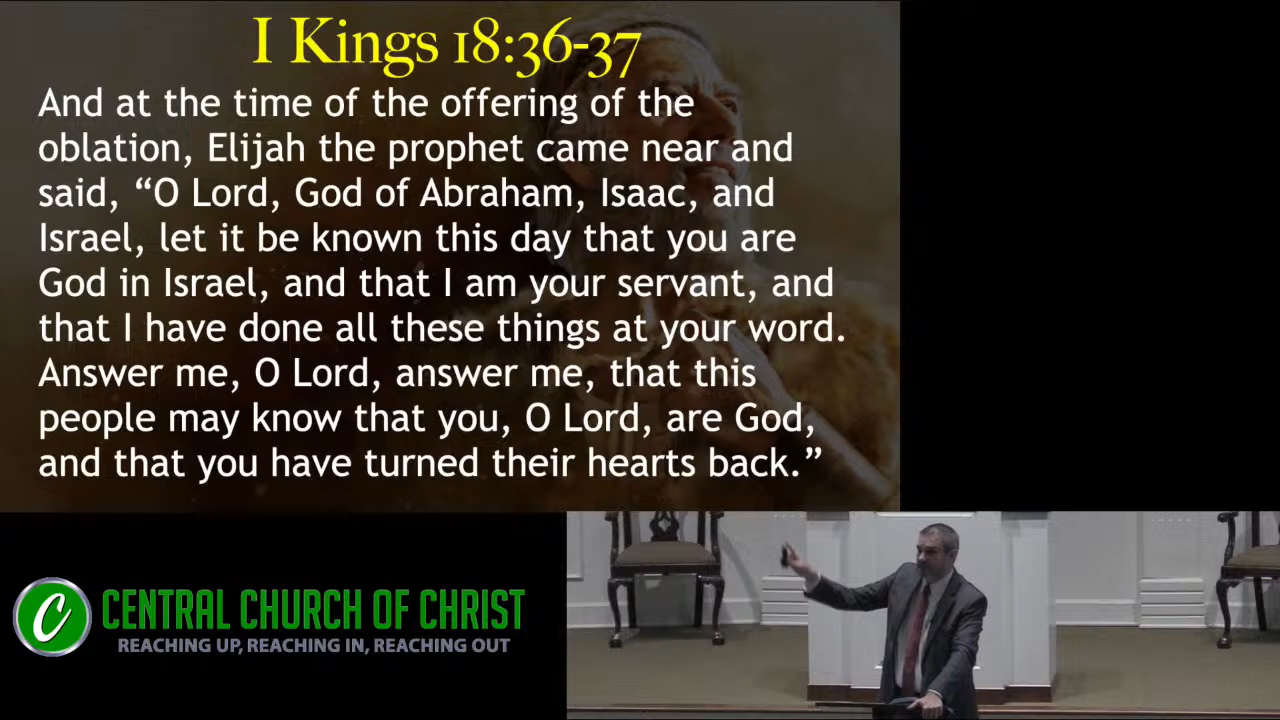 I Kings 18:36-37
And at the time of the offering of the
oblation, Elijah the prophet came near and
said, “O Lord, God of Abraham, Isaac, and
Israel, let it be known this day that you are
God in Israel, and that I am your servant, and
that I have done all these things at your word.
Answer me, O Lord, answer me, that this
people may know that you, O Lord, are God,
and that you have turned their hearts back.”
C CENTRAL CHURCH OF CHRIST
REACHING UP, REACHING IN, REACHING OUT